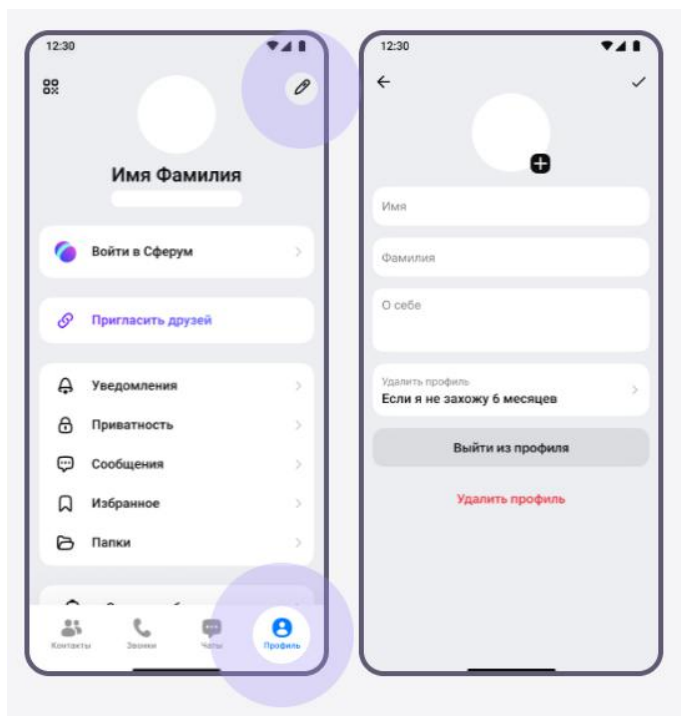 12:30
Имя Фамилия
Войти в Сферум
Пригласить друзей
Уведомления
Приватность
Сообщения
Избранное
Папки
Контакты
Звонки
Чаты
Профиль
12:30
Имя
Фамилия
О себе
Удалить профиль
Если я не захожу 6 месяцев
Выйти из профиля
Удалить профиль